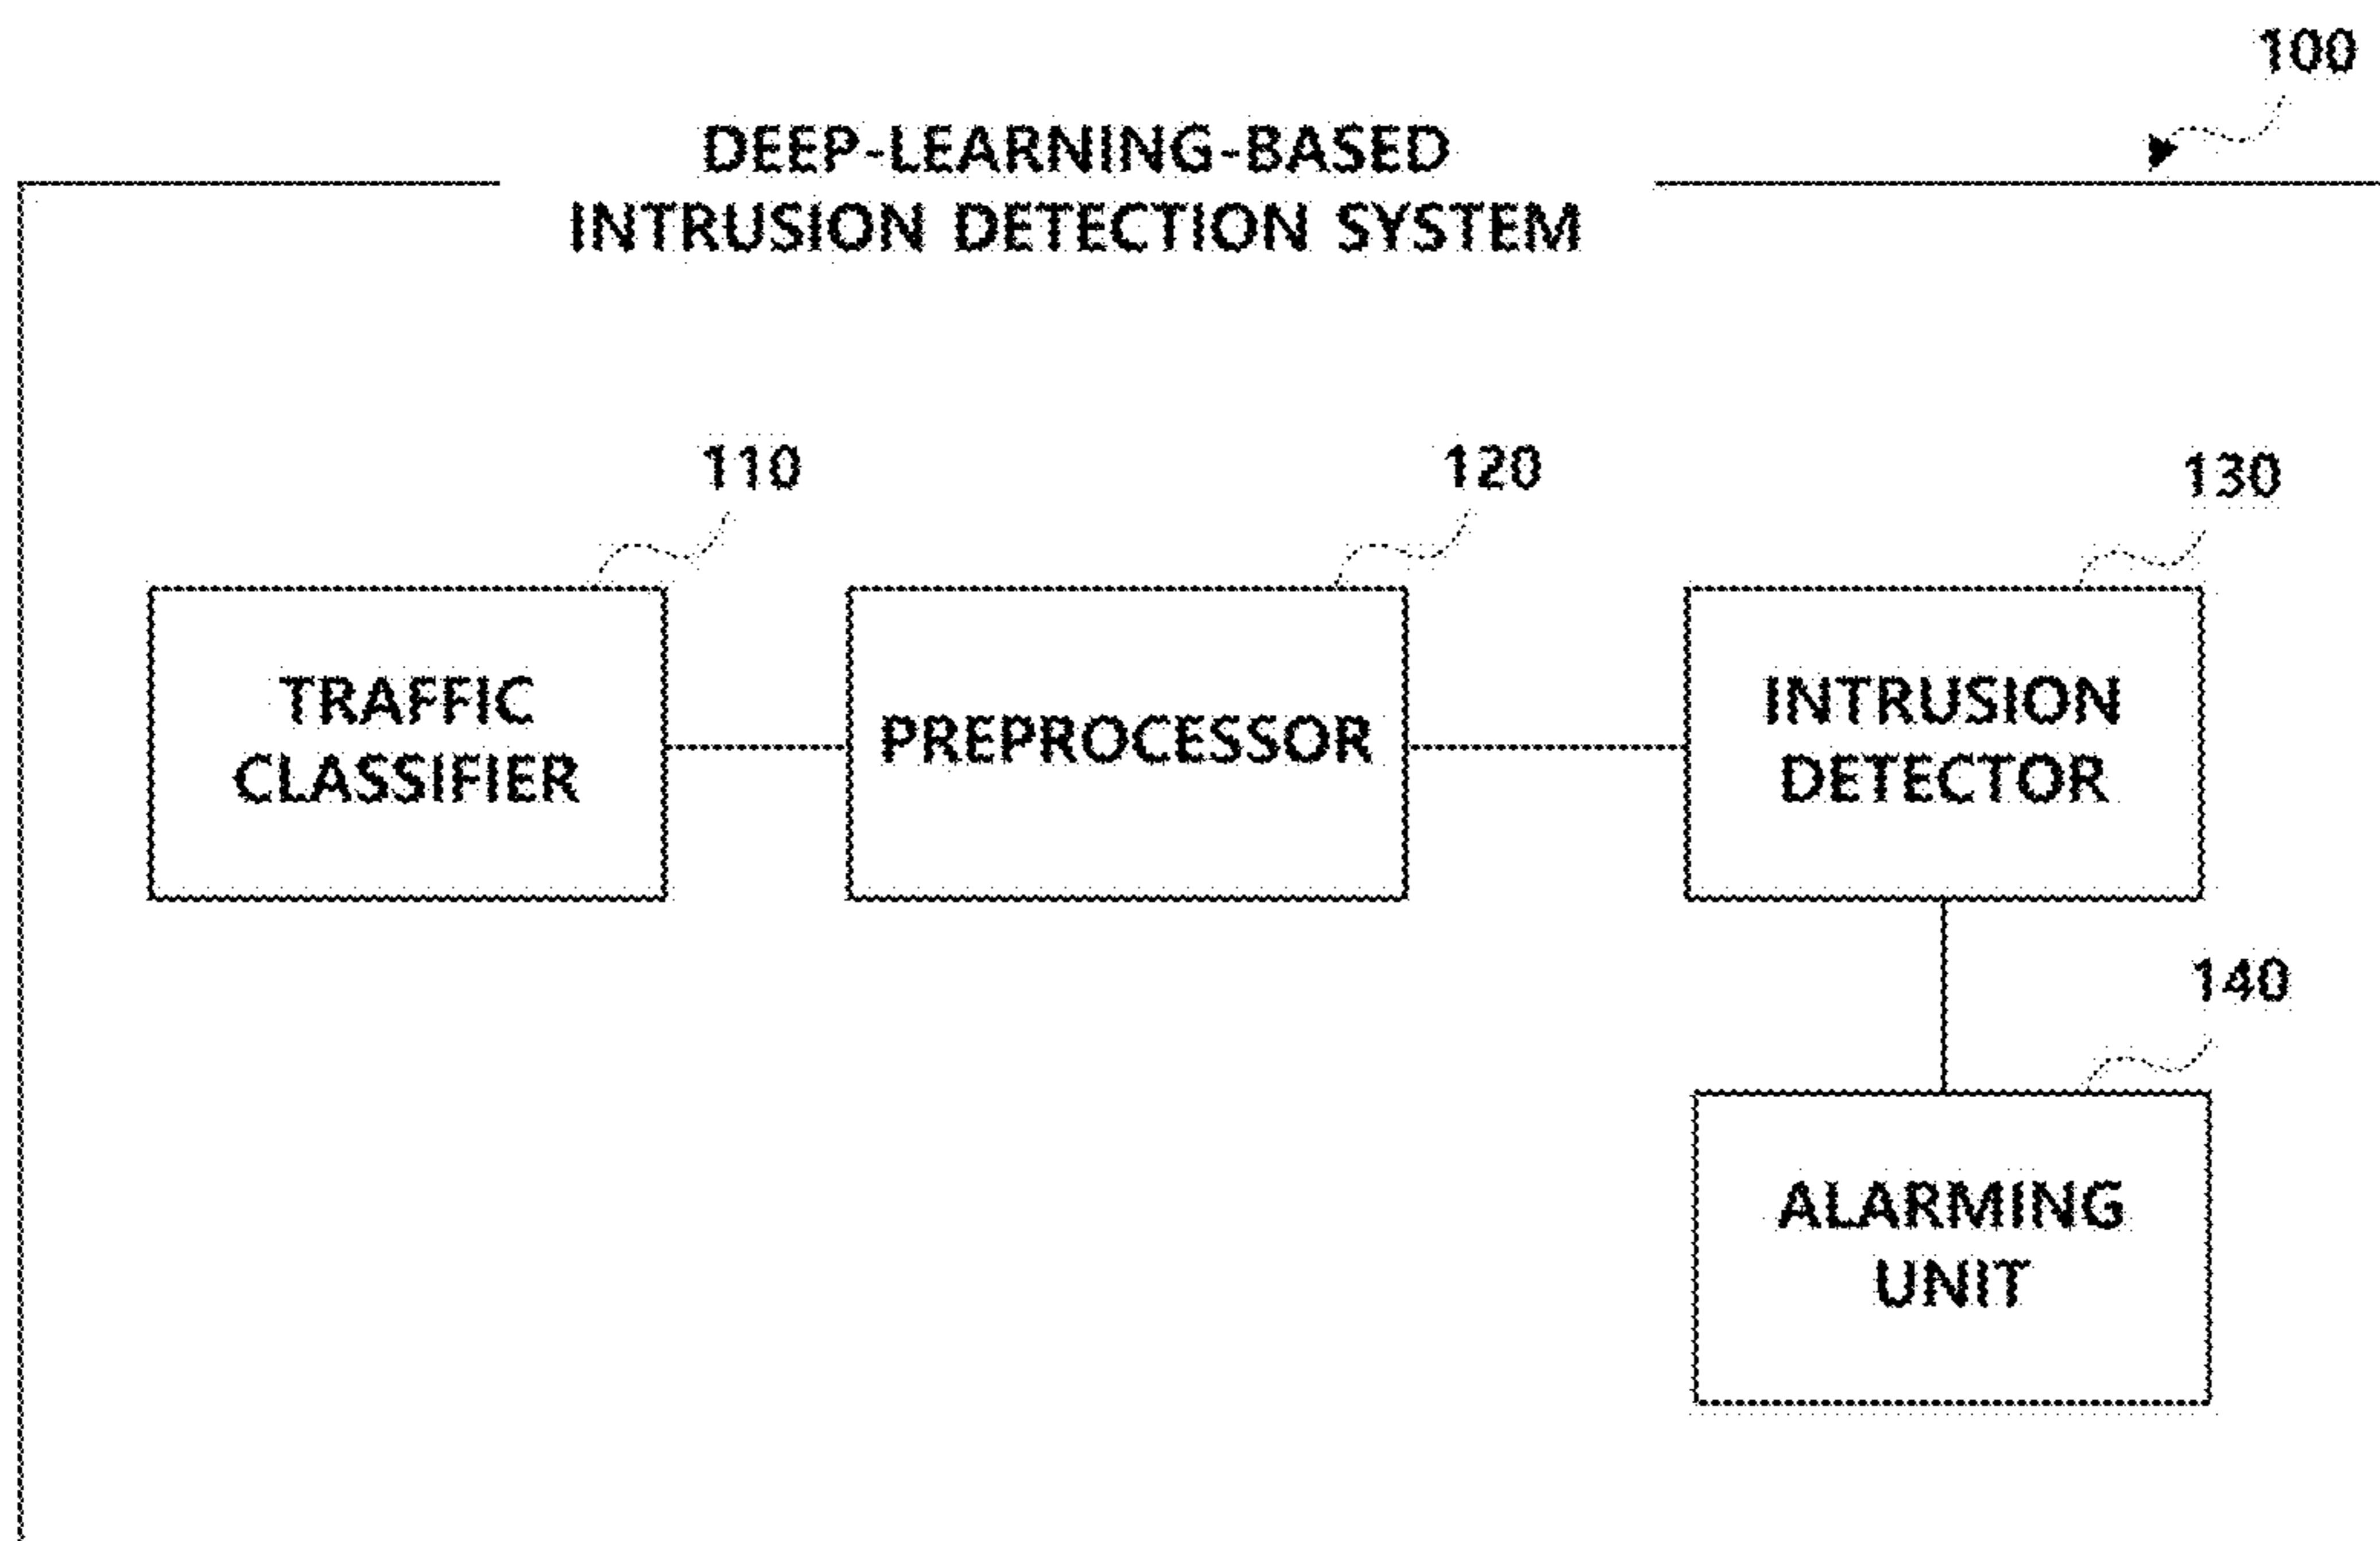 100
DEEP-LEARNING-BASED
INTRUSION DETECTION SYSTEM
110
120
130
TRAFFIC
CLASSIFIER
PREPROCESSOR
INTRUSION
DETECTOR
140
ALARMING
UNIT